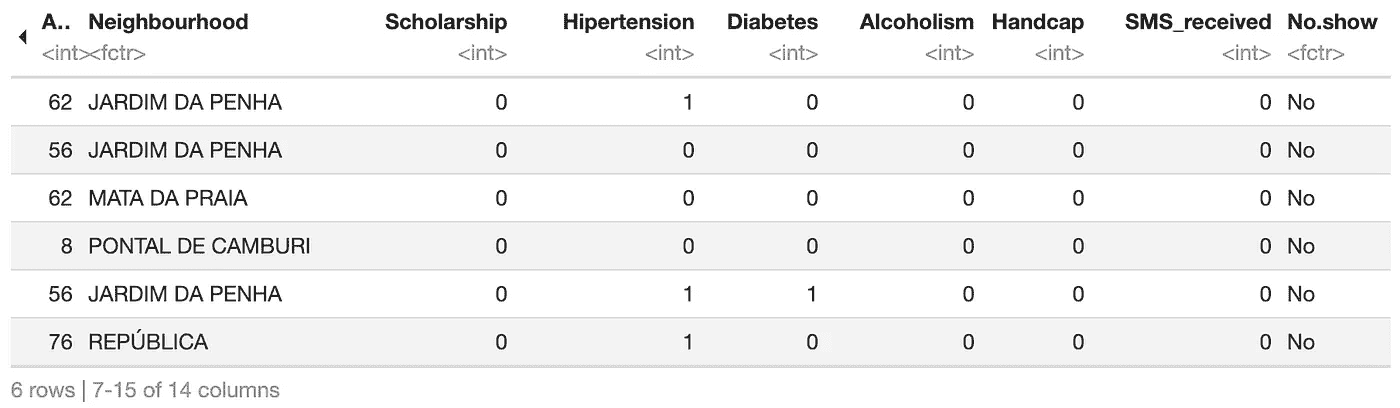 A.. Neighbourhood Scholarship Hipertension Diabetes Alcoholism Handcap SMS_received No.show
<int> <fctr> <int> <int> <int> <int> <int> <int> <fctr>
62 JARDIM DA PENHA 0 1 0 0 0 0 No
56 JARDIM DA PENHA 0 0 0 0 0 0 No
62 MATA DA PRAIA 0 0 0 0 0 0 No
8 PONTAL DE CAMBURI 0 0 0 0 0 0 No
56 JARDIM DA PENHA 0 1 1 0 0 0 No
76 REPÚBLICA 0 1 0 0 0 0 No
6 rows | 7-15 of 14 columns